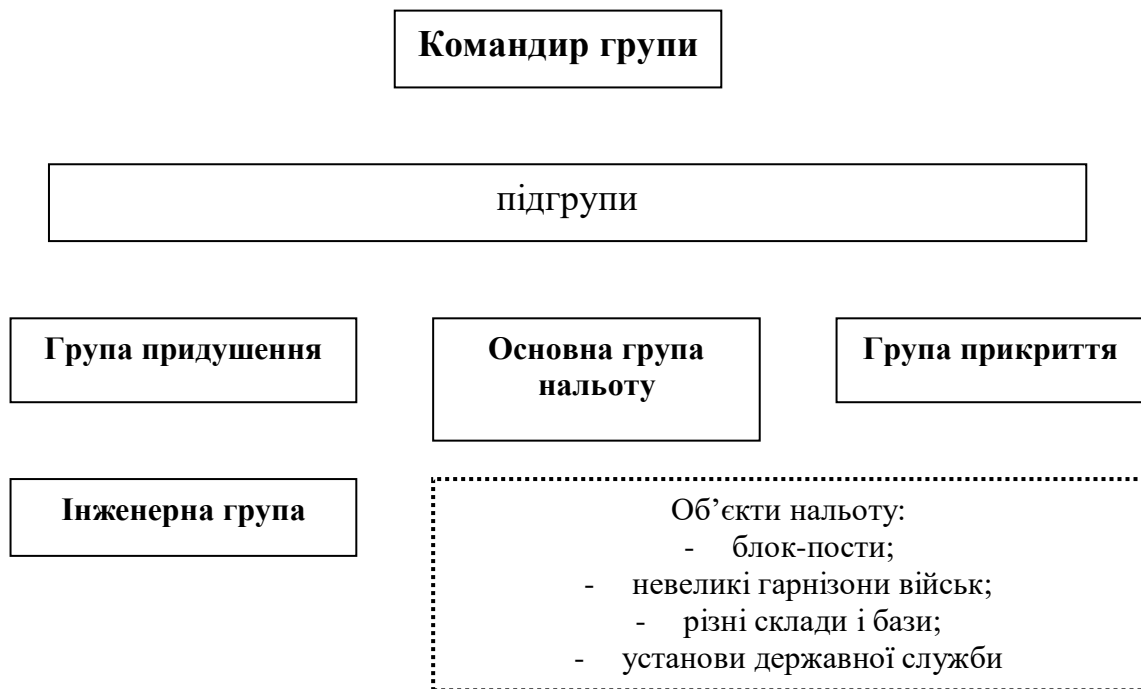 Командир групи
підгрупи
Група придушення
Основна група
нальоту
Група прикриття
Інженерна група
Об’єкти нальоту:
- блок-пости;
- невеликі гарнізони військ;
- різні склади і бази;
- установи державної служби